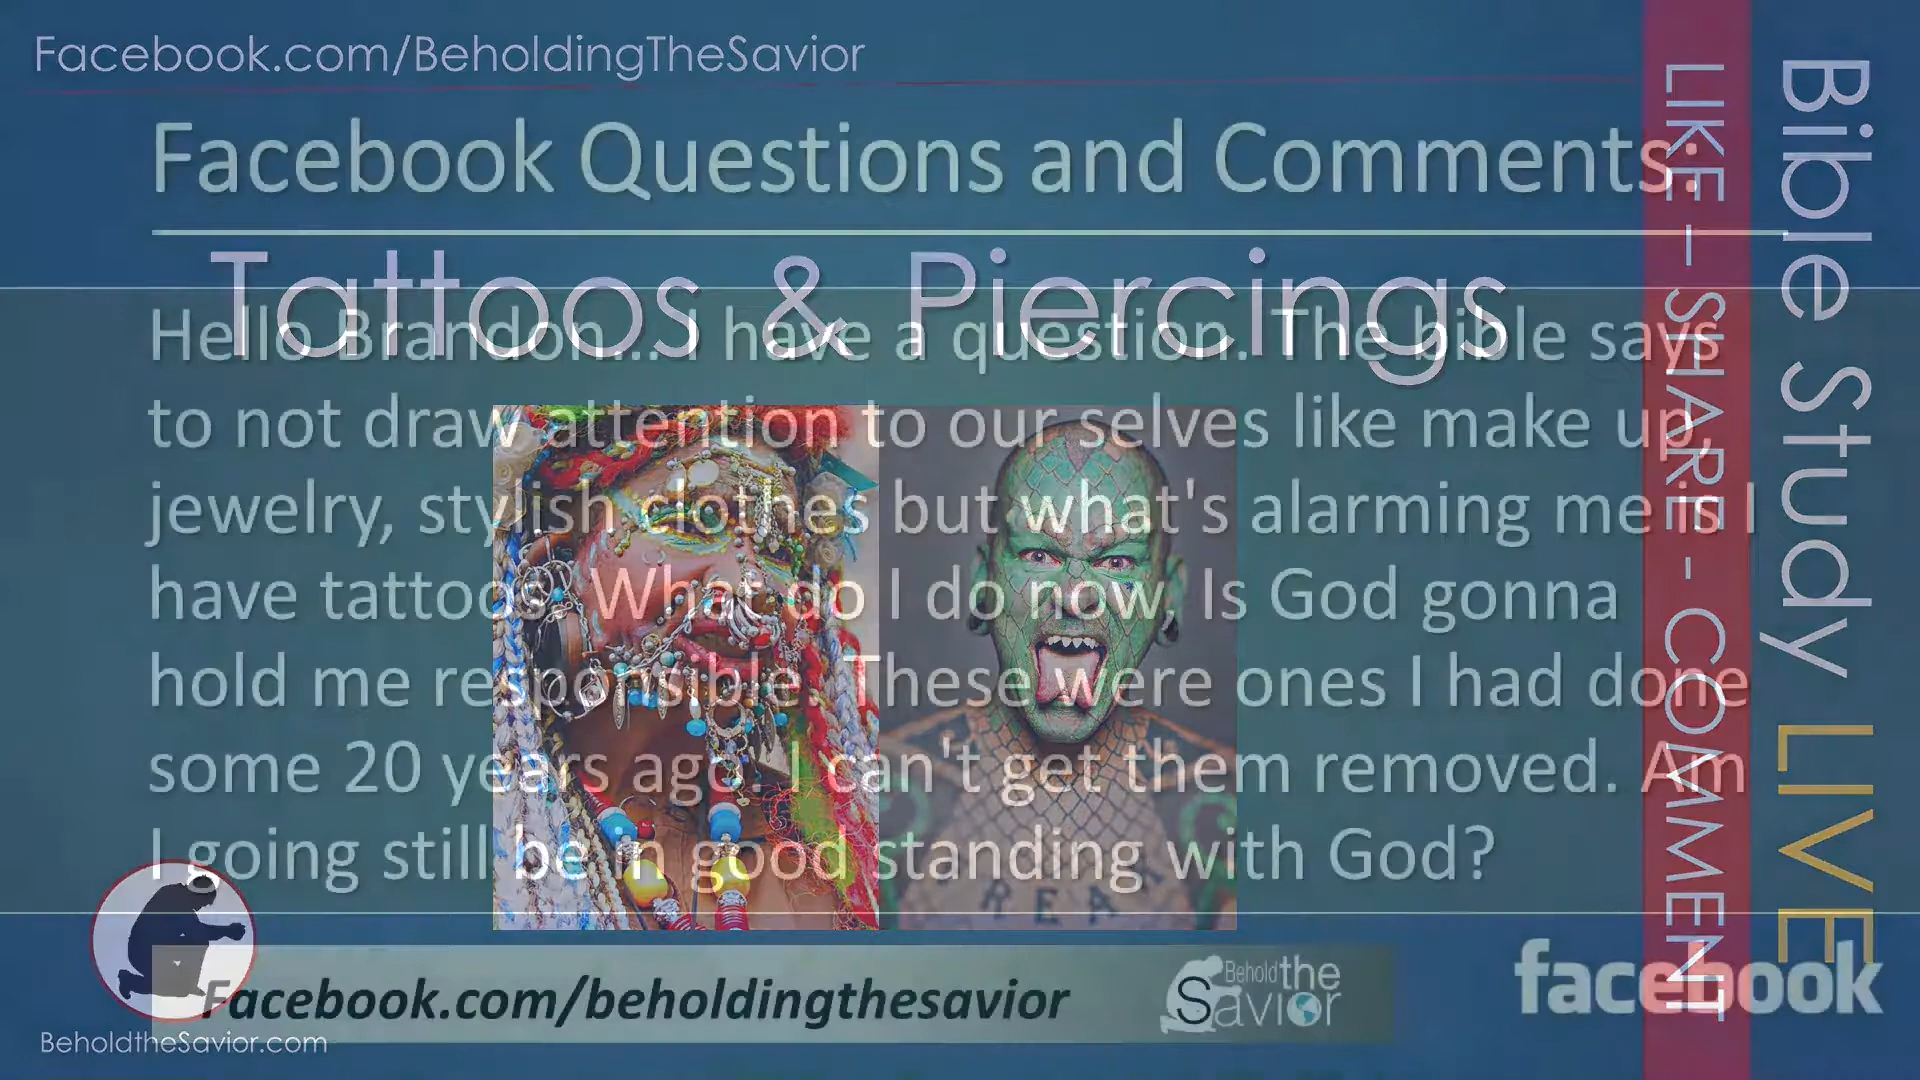 Facebook.com/BeholdingTheSavior
Facebook Questions and Comments:
Tattoos & Piercings
Hello Brandon... I have a question. The bible says
to not draw attention to our selves like make up,
jewelry, stylish clothes but what's alarming me is I
have tattoos. What do I do now, Is God gonna
hold me responsible. These were ones I had done
some 20 years ago. I can't get them removed. Am
I going still be in good standing with God?
REA
Facebook.com/beholdingthesavior
Behold the
Savior
facebook
BeholdtheSavior.com
LIKE – SHARE - COMMENT
Bible Study LIVE